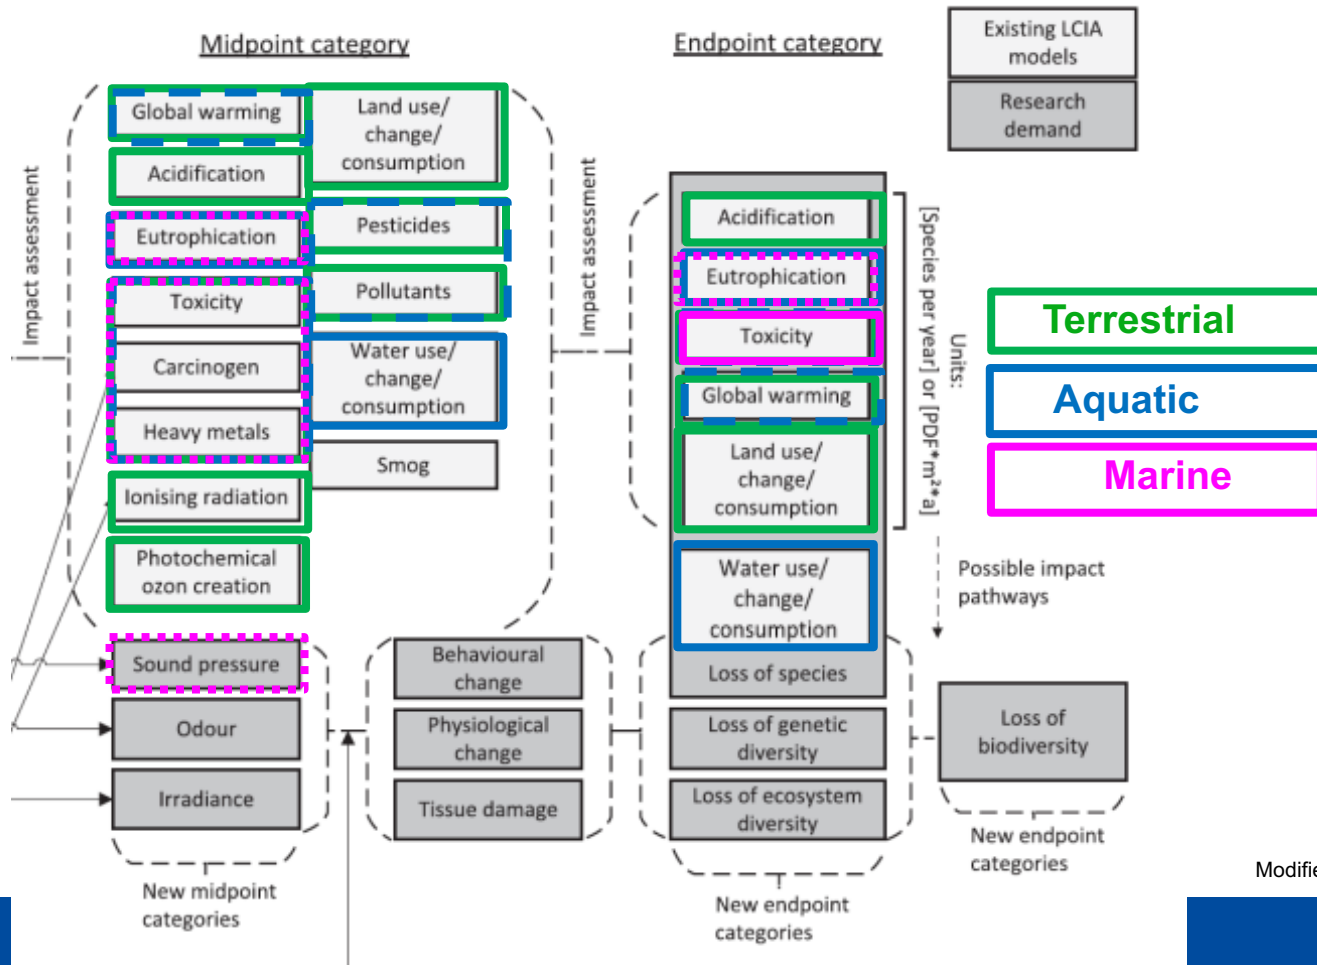 Midpoint category
Endpoint category
Existing LCIA
models
Research
demand
Impact assessment
Global warming
Acidification
Eutrophication
Toxicity
Carcinogen
Heavy metals
Ionising radiation
Photochemical
ozon creation
Land use/
change/
consumption
Pesticides
Pollutants
Water use/
change/
consumption
Smog
Impact assessment
Acidification
Eutrophication
Toxicity
Global warming
Land use/
change/
consumption
Water use/
change/
consumption
Loss of species
Units:
[Species per year] or [PDF*m²*a]
Terrestrial
Aquatic
Marine
Possible impact
pathways
Sound pressure
Odour
Irradiance
Behavioural
change
Physiological
change
Tissue damage
Loss of genetic
diversity
Loss of ecosystem
diversity
Loss of
biodiversity
New midpoint
categories
New endpoint
categories
New endpoint
categories
Modifie